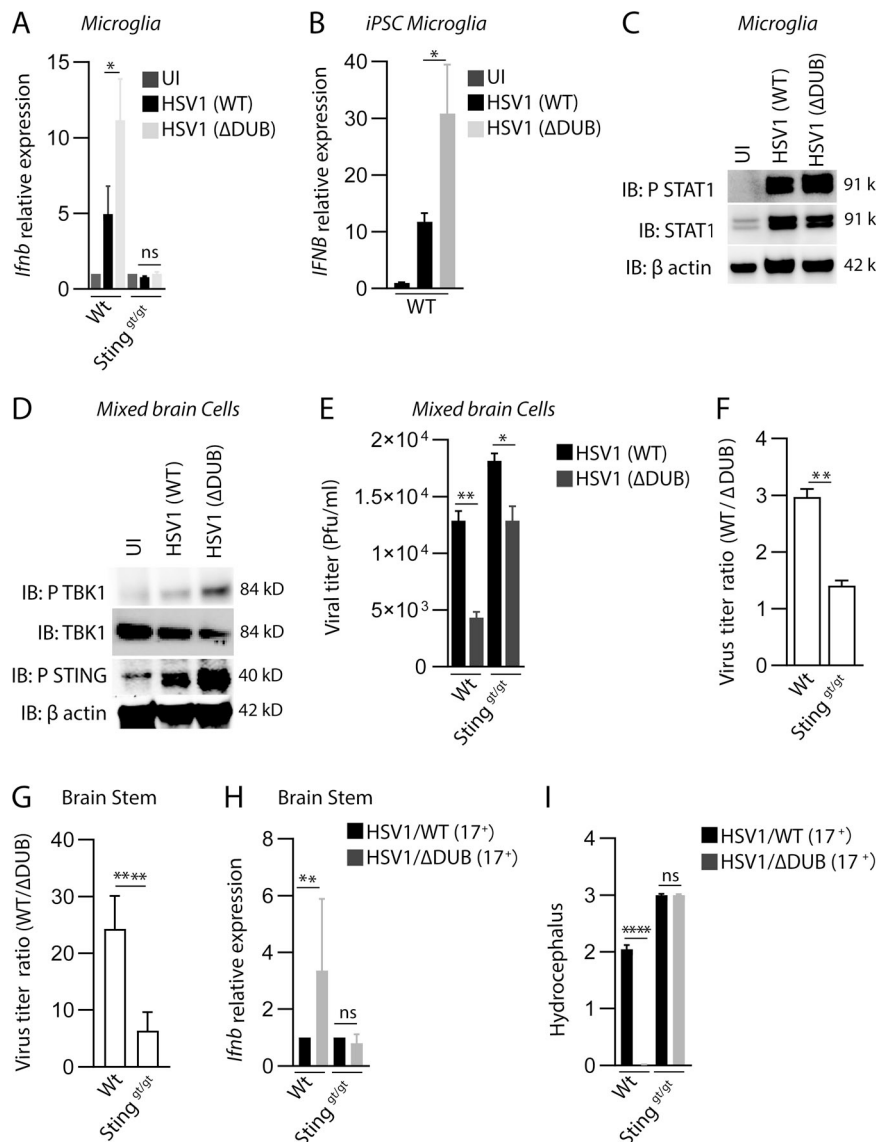 A Microglia
Ifnb relative expression
15
10
5
0
*
ns
UI
HSV1 (WT)
HSV1 (ΔDUB)
Wt
Sting gt/gt
B iPSC Microglia
IFNB relative expression
40
30
20
10
0
*
UI
HSV1 (WT)
HSV1 (ΔDUB)
WT
C Microglia
UI
HSV1 (WT)
HSV1 (ΔDUB)
IB: P STAT1 91 k
IB: STAT1 91 k
IB: β actin 42 k
D Mixed brain Cells
UI
HSV1 (WT)
HSV1 (ΔDUB)
IB: P TBK1 84 kD
IB: TBK1 84 kD
IB: P STING 40 kD
IB: β actin 42 kD
E Mixed brain Cells
Viral titer (Pfu/ml)
2×10⁴
1.5×10⁴
1×10⁴
5×10³
0
**
*
HSV1 (WT)
HSV1 (ΔDUB)
Wt
Sting gt/gt
F
Virus titer ratio (WT/ΔDUB)
4
3
2
1
0
**
Wt
Sting gt/gt
G Brain Stem
Virus titer ratio (WT/ΔDUB)
40
30
20
10
0
****
Wt
Sting gt/gt
H Brain Stem
Ifnb relative expression
8
6
4
2
0
**
ns
HSV1/WT (17⁺)
HSV1/ΔDUB (17⁺)
Wt
Sting gt/gt
I
Hydrocephalus
4
3
2
1
0
****
ns
HSV1/WT (17⁺)
HSV1/ΔDUB (17 ⁺)
Wt
Sting gt/gt